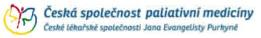 Česká společnost paliativní medicíny
České lékařské společnosti Jana Evangelisty Purkyně